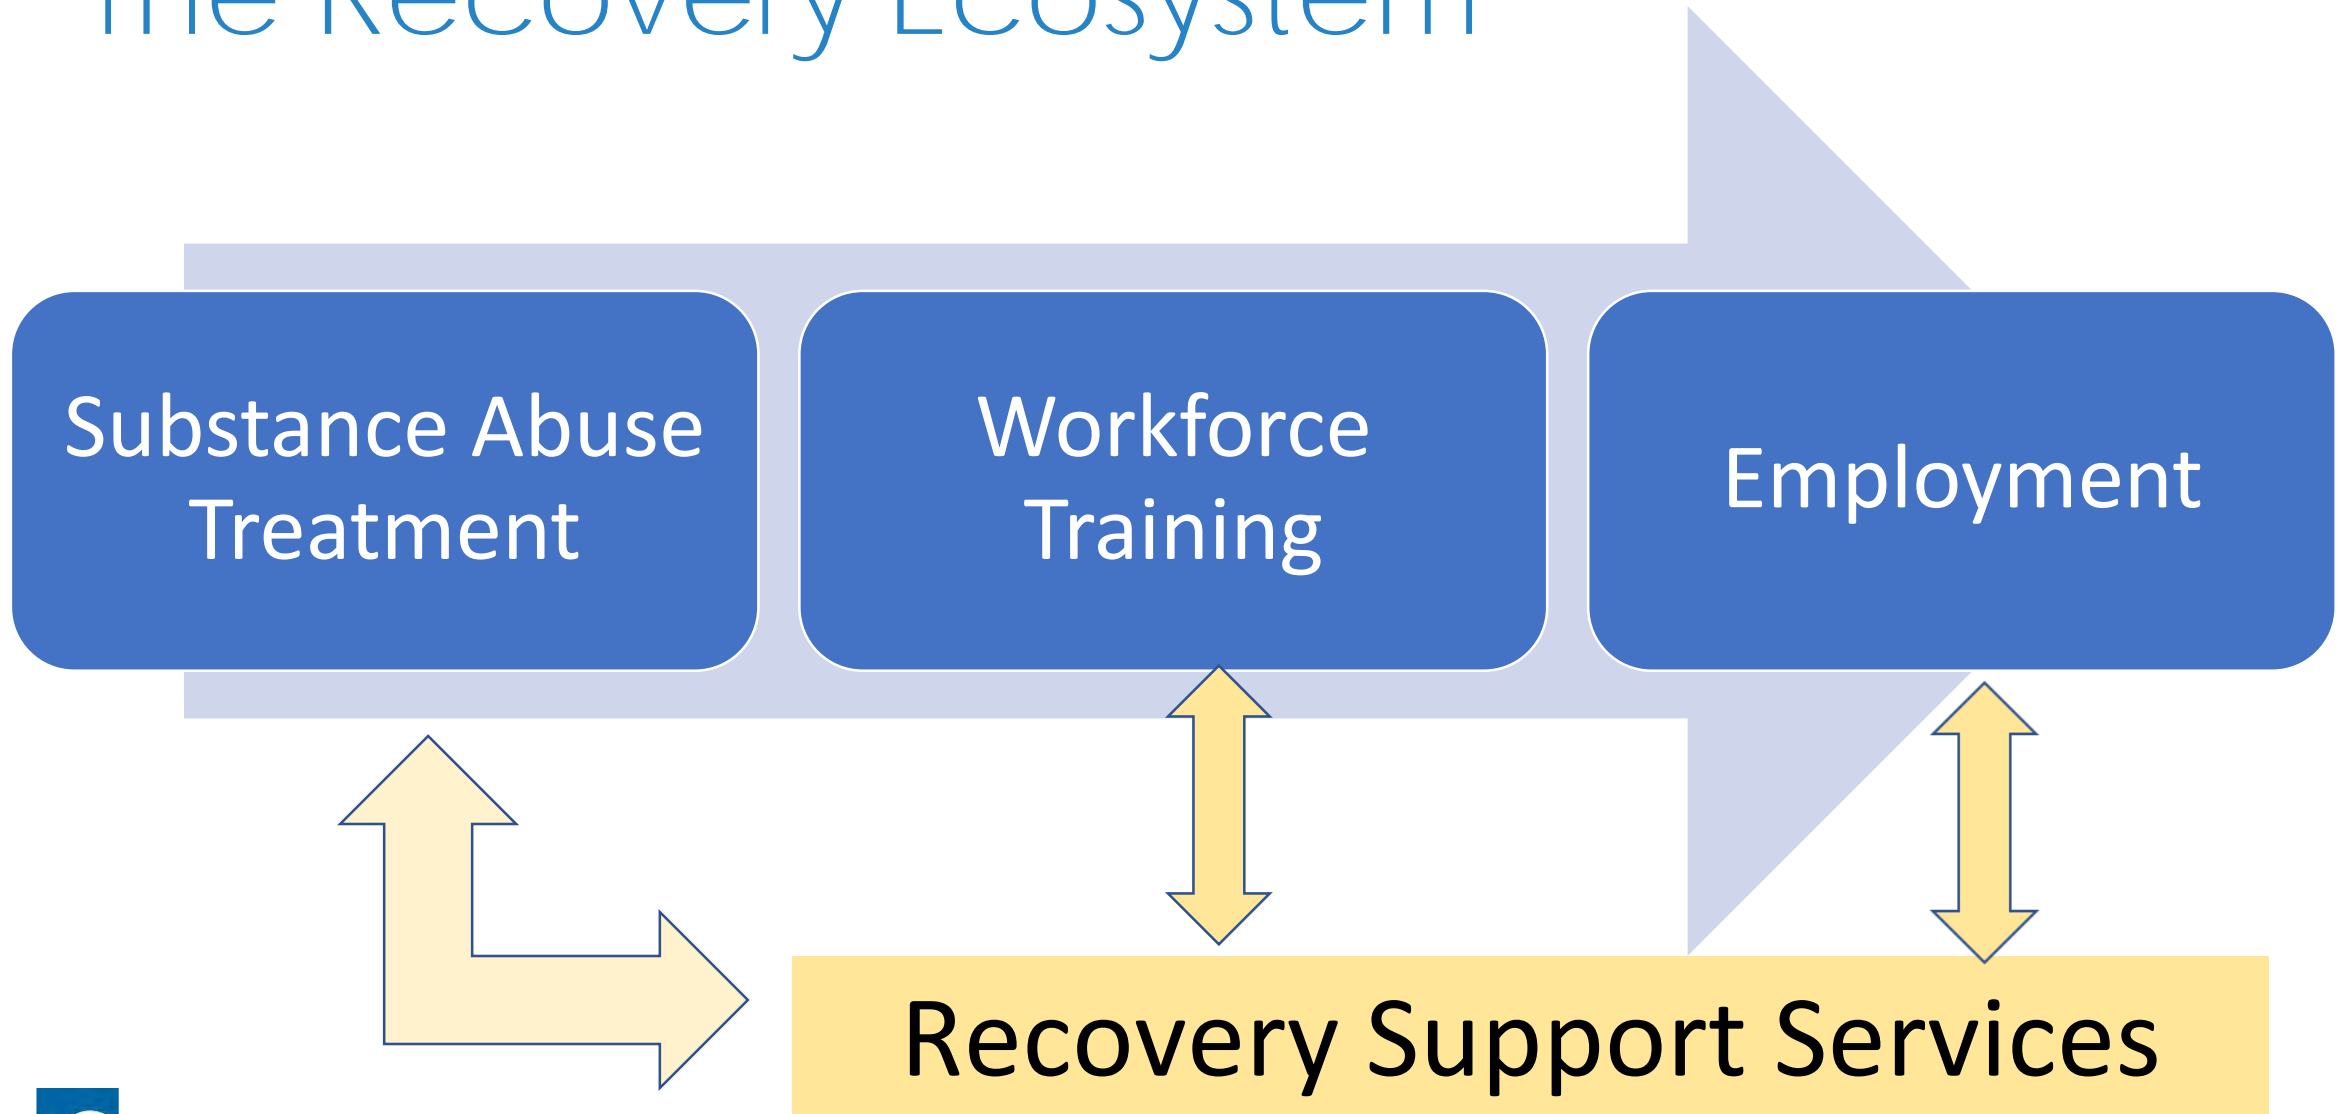 The Recovery Ecosystem
Substance Abuse
Treatment
Workforce
Training
Employment
Recovery Support Services